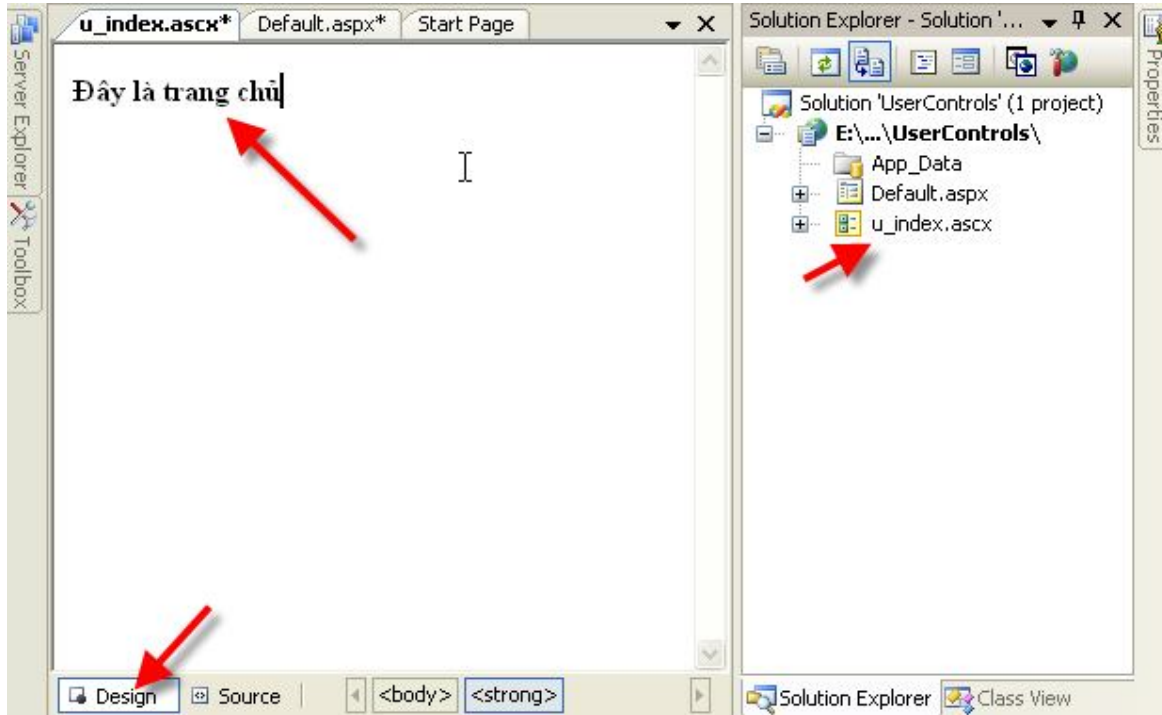 u_index.ascx* Default.aspx* Start Page
Đây là trang chủ
Design Source <body> <strong>
Server Explorer
Toolbox
Solution Explorer - Solution '...
Solution 'UserControls' (1 project)
E:\...\UserControls\
App_Data
Default.aspx
u_index.ascx
Solution Explorer Class View
Properties